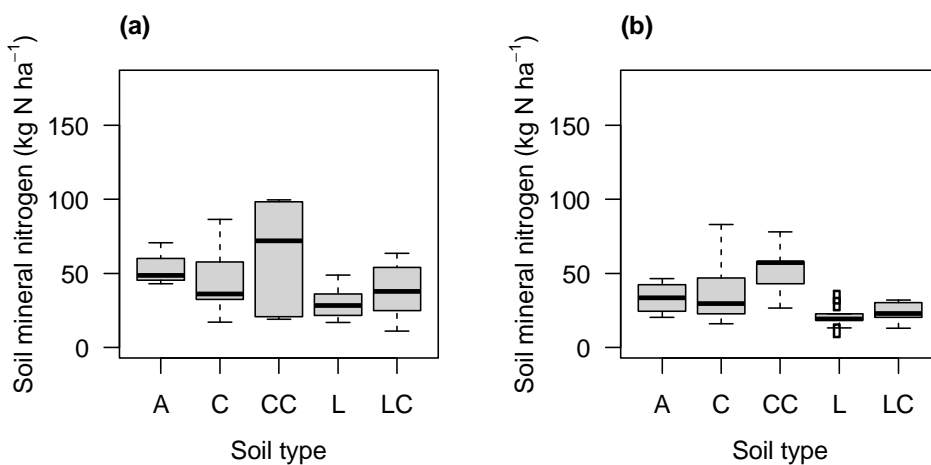 (a)
Soil mineral nitrogen (kg N ha⁻¹)
150
100
50
0
A C CC L LC
Soil type
(b)
Soil mineral nitrogen (kg N ha⁻¹)
150
100
50
0
A C CC L LC
Soil type